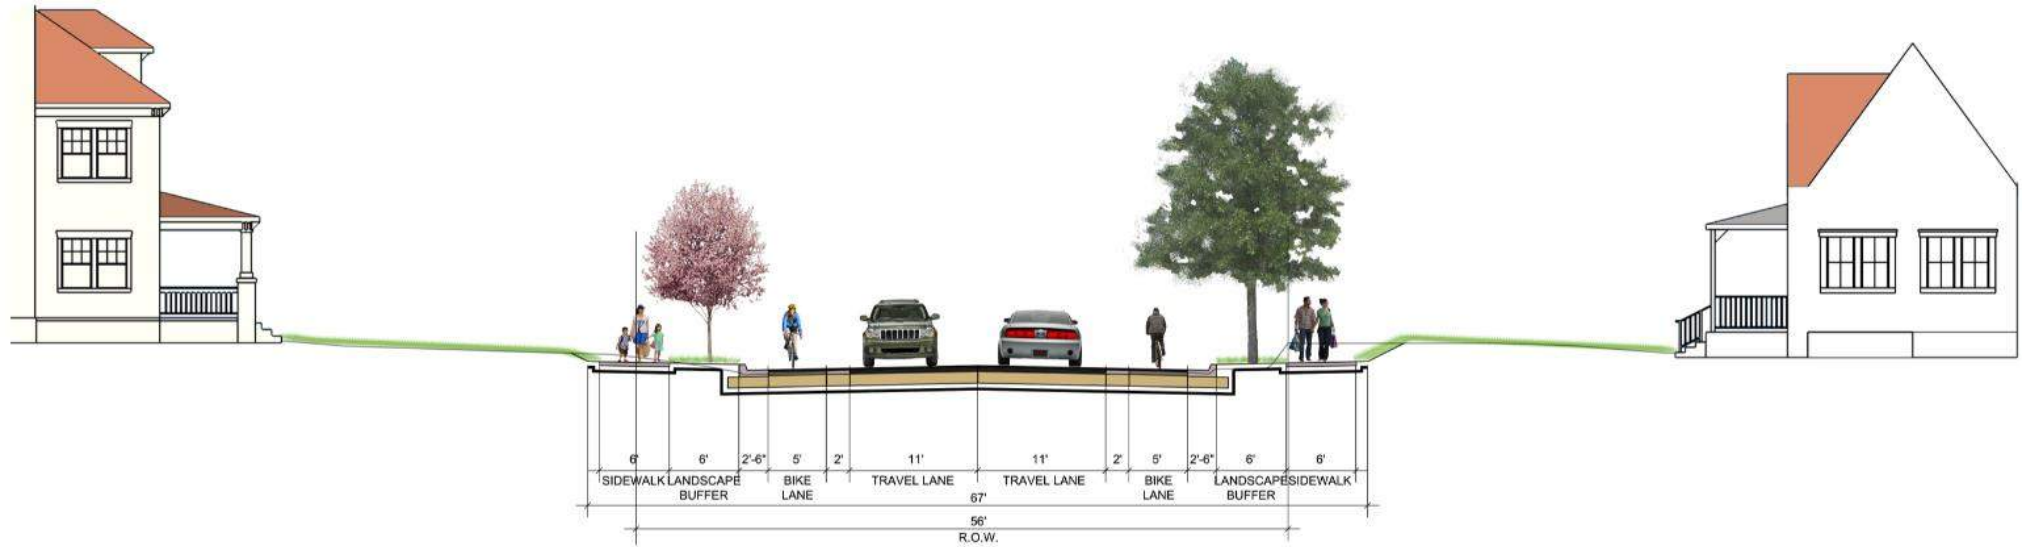 6' 6' 2'-6" 5' 2' 11' 11' 2' 5' 2'-6" 6' 6'
SIDEWALK LANDSCAPE BUFFER BIKE LANE TRAVEL LANE TRAVEL LANE BIKE LANE LANDSCAPE BUFFER SIDEWALK
67'
56'
R.O.W.